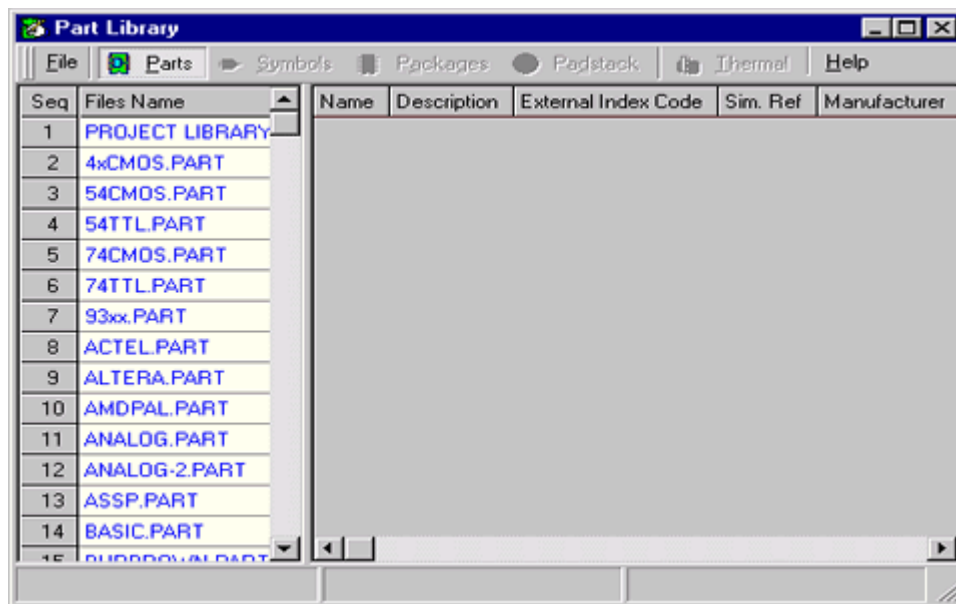 Part Library
File Parts Symbols Packages Padstack Thermal Help
Seq Files Name Name Description External Index Code Sim. Ref Manufacturer
1 PROJECT LIBRARY
2 4xCMOS.PART
3 54CMOS.PART
4 54TTL.PART
5 74CMOS.PART
6 74TTL.PART
7 93xx.PART
8 ACTEL.PART
9 ALTERA.PART
10 AMDPAL.PART
11 ANALOG.PART
12 ANALOG-2.PART
13 ASSP.PART
14 BASIC.PART
15 BURBROWN.PART